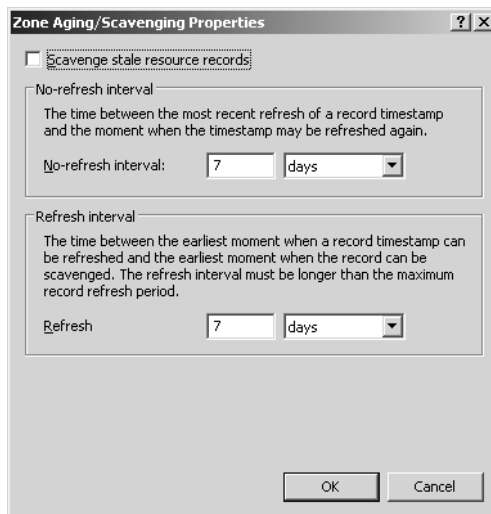 Zone Aging/Scavenging Properties
Scavenge stale resource records
No-refresh interval
The time between the most recent refresh of a record timestamp
and the moment when the timestamp may be refreshed again.
No-refresh interval: 7 days
Refresh interval
The time between the earliest moment when a record timestamp can
be refreshed and the earliest moment when the record can be
scavenged. The refresh interval must be longer than the maximum
record refresh period.
Refresh 7 days
OK Cancel